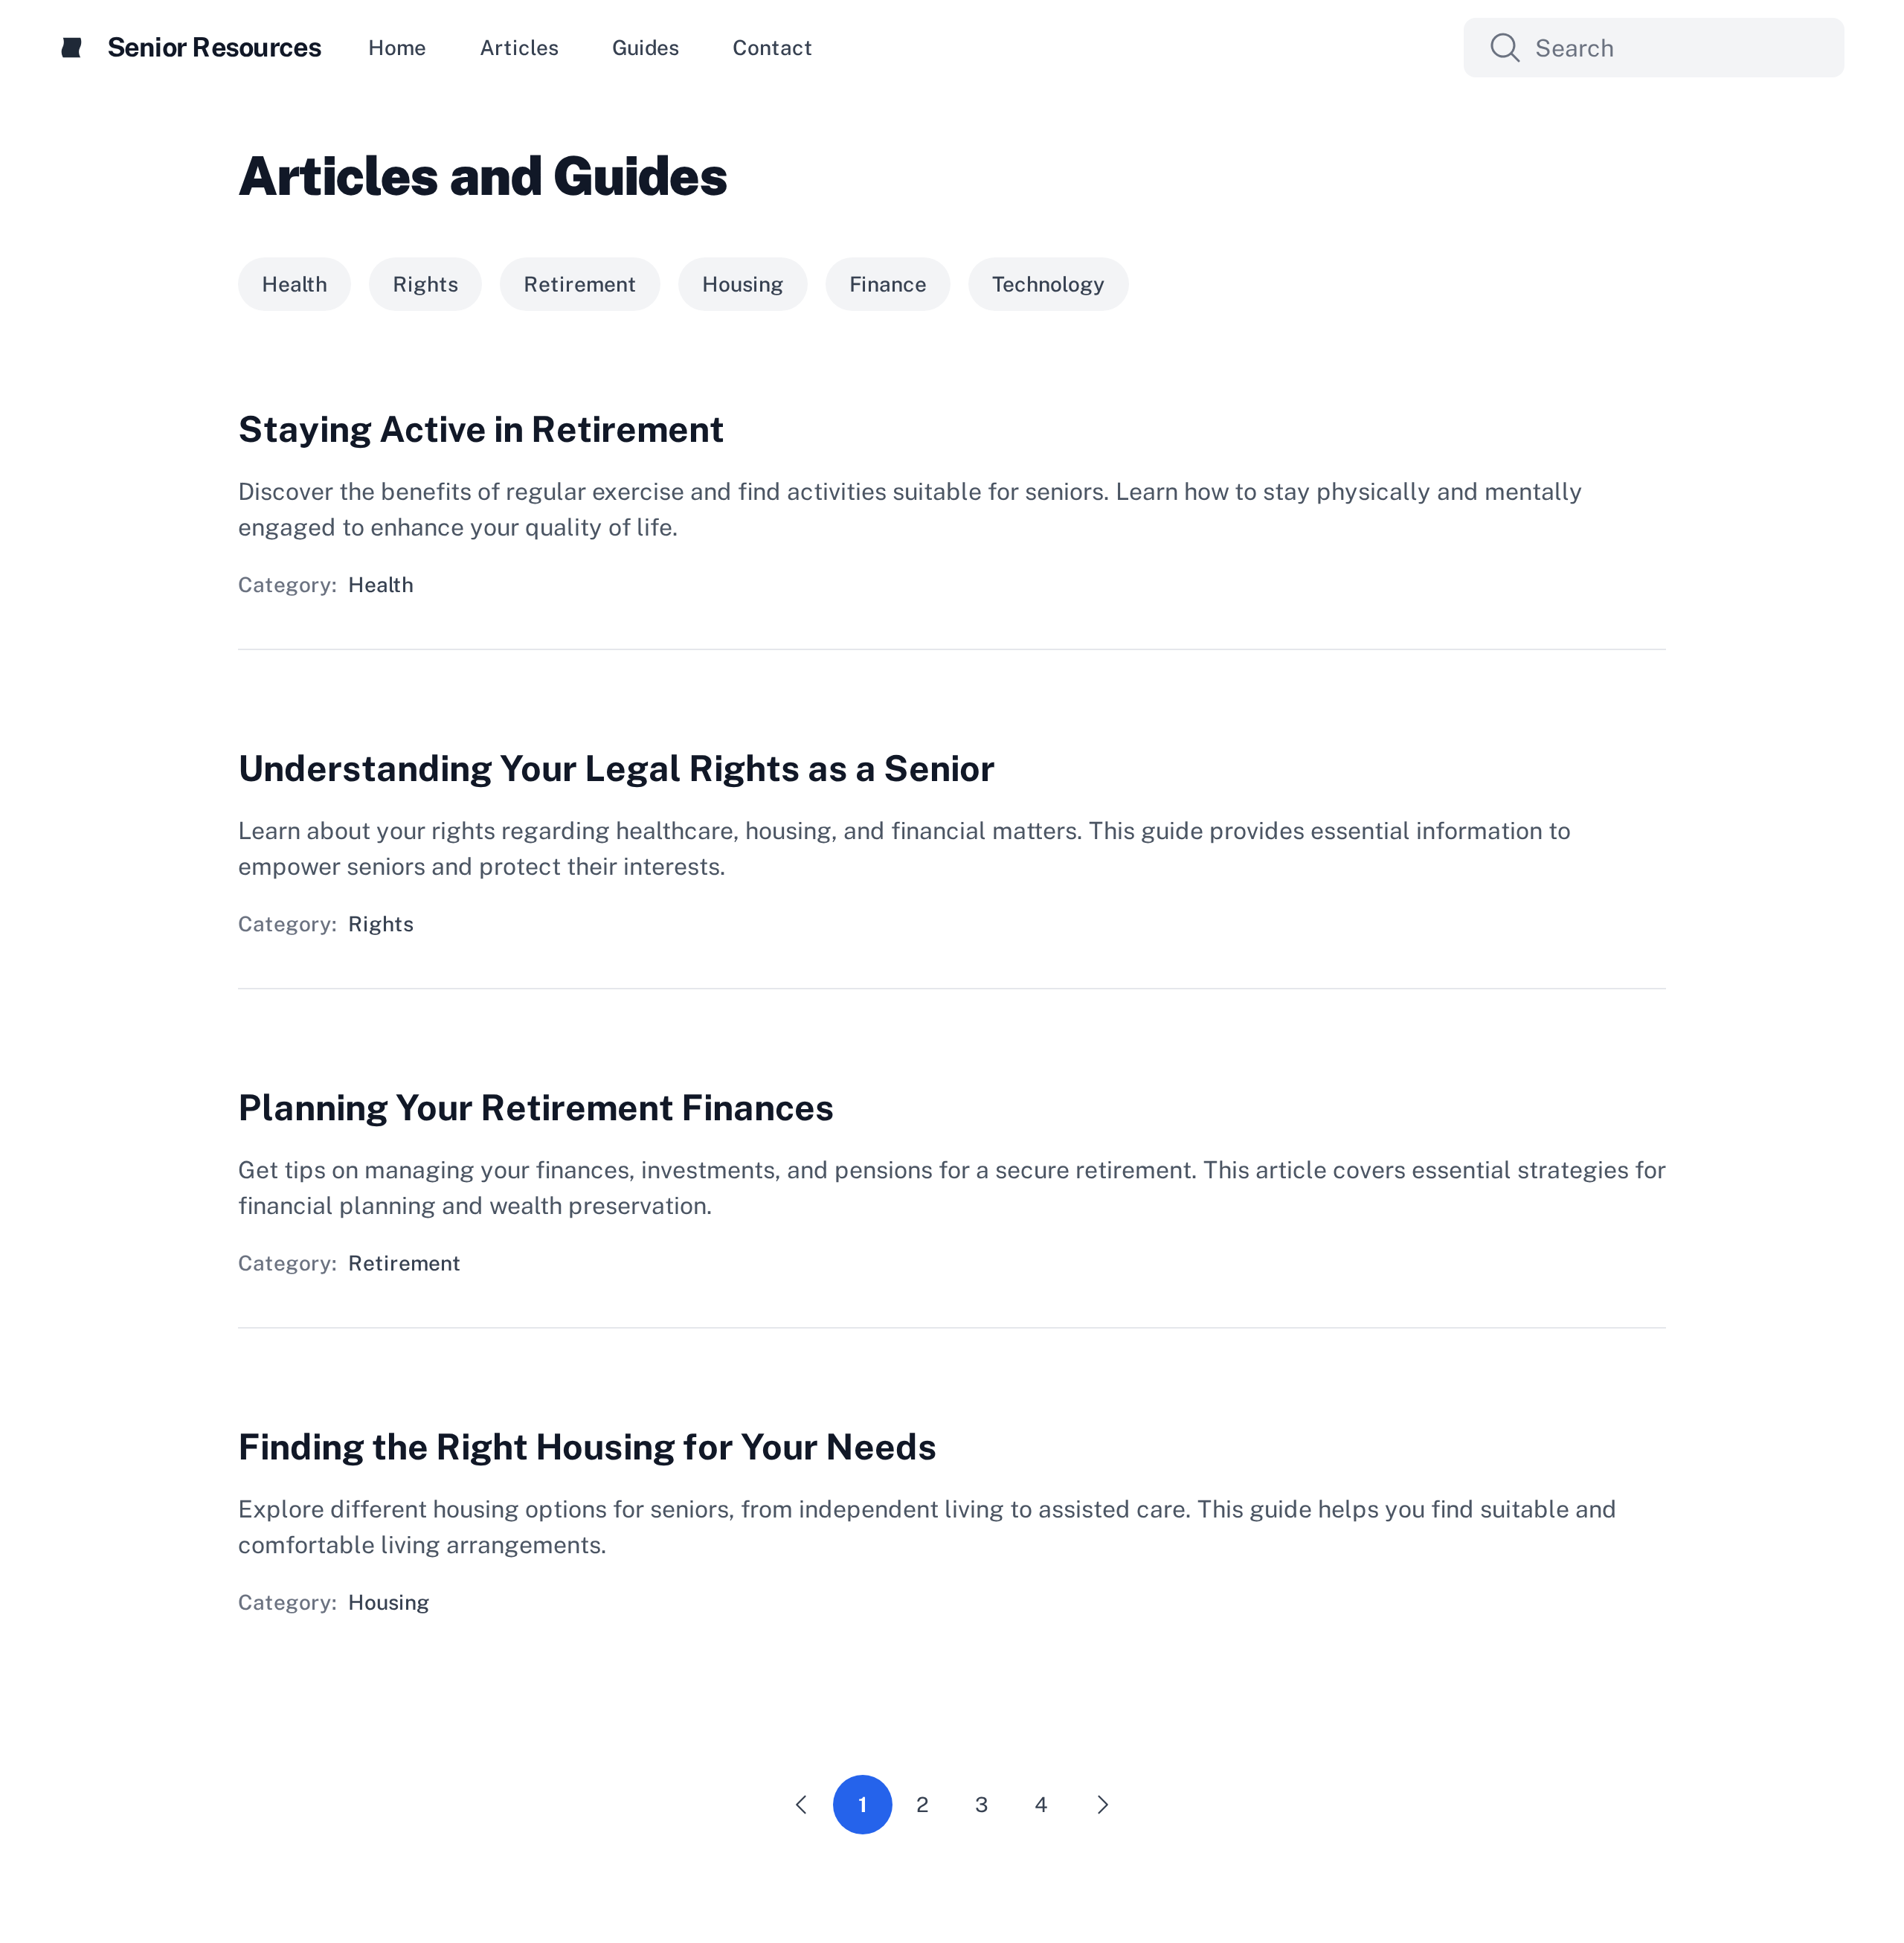 Senior Resources
Home
Articles
Guides
Contact
Search
Articles and Guides
Health
Rights
Retirement
Housing
Finance
Technology
Staying Active in Retirement
Discover the benefits of regular exercise and find activities suitable for seniors. Learn how to stay physically and mentally
engaged to enhance your quality of life.
Category: Health
Understanding Your Legal Rights as a Senior
Learn about your rights regarding healthcare, housing, and financial matters. This guide provides essential information to
empower seniors and protect their interests.
Category: Rights
Planning Your Retirement Finances
Get tips on managing your finances, investments, and pensions for a secure retirement. This article covers essential strategies for
financial planning and wealth preservation.
Category: Retirement
Finding the Right Housing for Your Needs
Explore different housing options for seniors, from independent living to assisted care. This guide helps you find suitable and
comfortable living arrangements.
Category: Housing
1 2 3 4